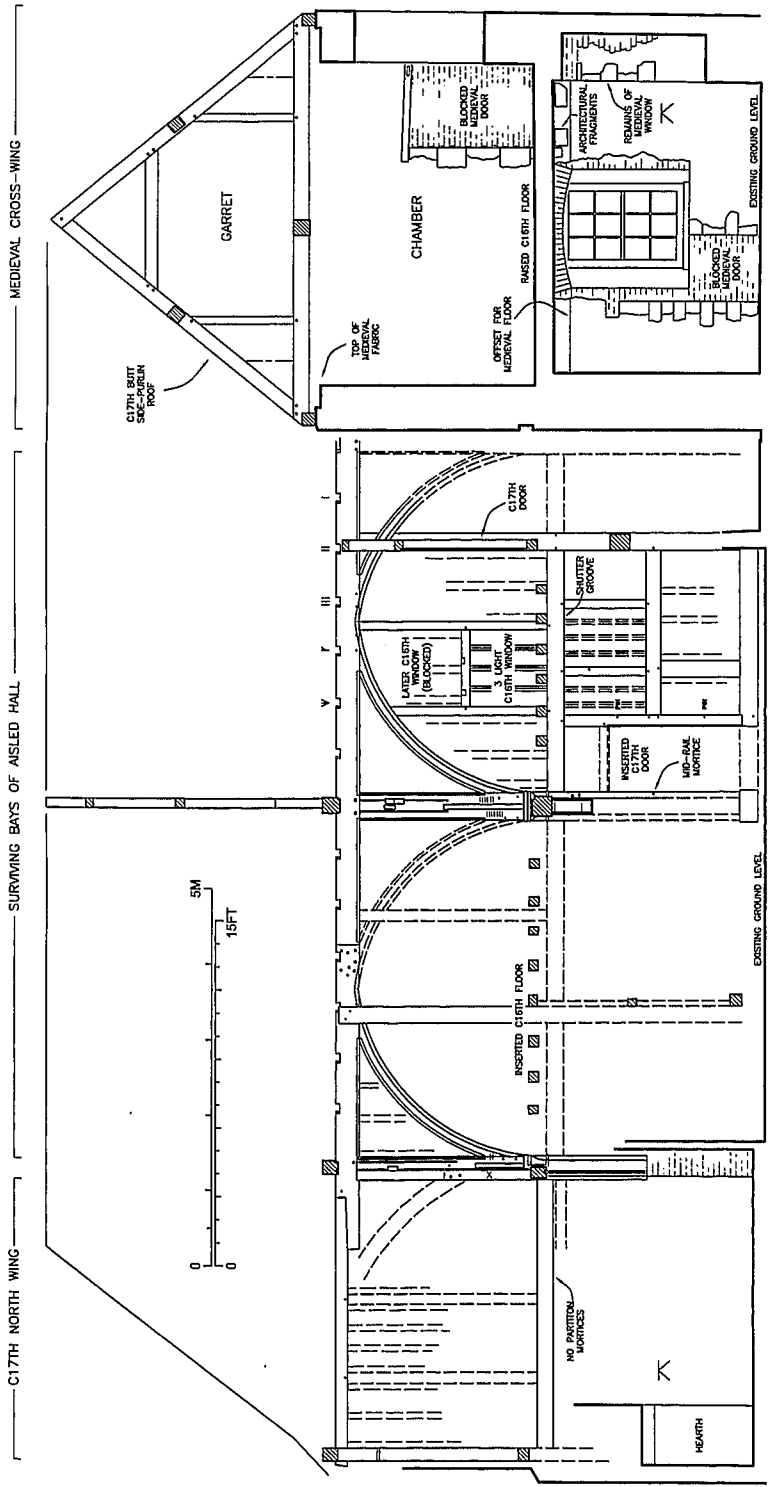 C17TH NORTH WING
SURVIVING BAYS OF AISLED HALL
MEDIEVAL CROSS-WING
0
5M
0
15FT
C17TH BUTT
SIDE-PURLIN
ROOF
GARRET
TOP OF
MEDIEVAL
FABRIC
CHAMBER
BLOCKED
MEDIEVAL
DOOR
RAISED C16TH FLOOR
OFFSET FOR
MEDIEVAL FLOOR
ARCHITECTURAL
FRAGMENTS
REMAINS OF
MEDIEVAL
WINDOW
BLOCKED
MEDIEVAL
DOOR
EXISTING GROUND LEVEL
V
III
II
I
LATER C16TH
WINDOW
(BLOCKED)
3 LIGHT
C16TH WINDOW
C17TH
DOOR
SHUTTER
GROOVE
INSERTED
C17TH
DOOR
MID-RAIL
MORTICE
INSERTED C16TH FLOOR
EXISTING GROUND LEVEL
NO PARTITION
MORTICES
HEARTH